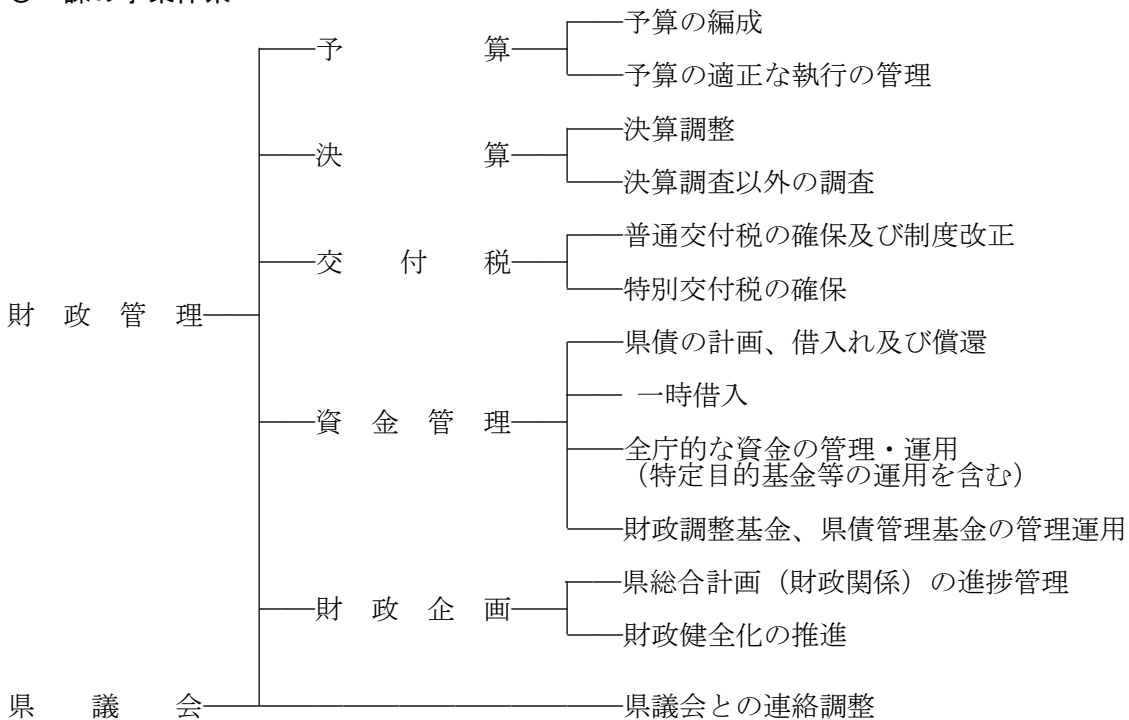 予算の編成
予算
予算の適正な執行の管理
決算調整
決算
決算調査以外の調査
普通交付税の確保及び制度改正
交付税
特別交付税の確保
財政管理
県債の計画、借入れ及び償還
一時借入
資金管理
全庁的な資金の管理・運用
（特定目的基金等の運用を含む）
財政調整基金、県債管理基金の管理運用
県総合計画（財政関係）の進捗管理
財政企画
財政健全化の推進
県議会
県議会との連絡調整